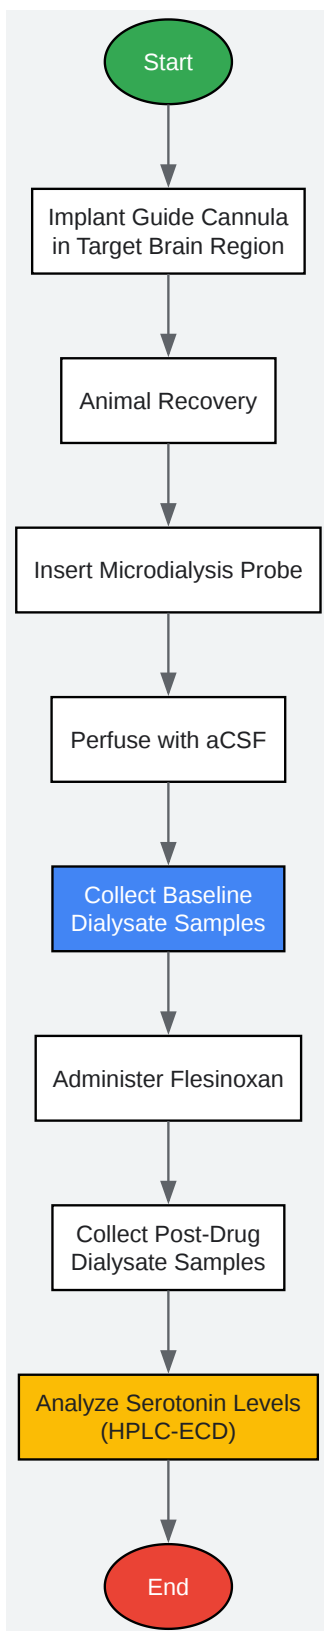 Start
Implant Guide Cannula
in Target Brain Region
Animal Recovery
Insert Microdialysis Probe
Perfuse with aCSF
Collect Baseline
Dialysate Samples
Administer Flesinoxan
Collect Post-Drug
Dialysate Samples
Analyze Serotonin Levels
(HPLC-ECD)
End